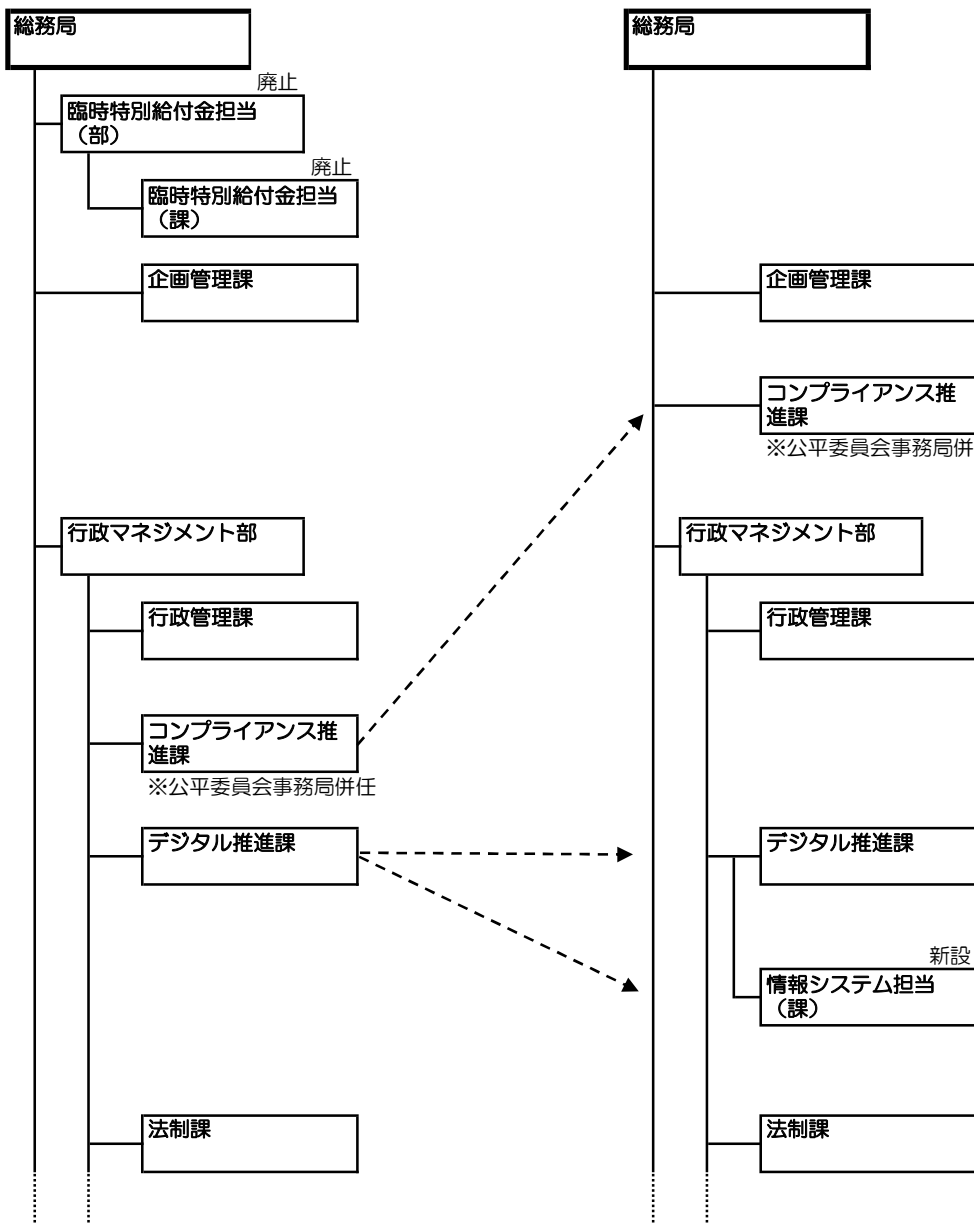 総務局
廃止
臨時特別給付金担当
（部）
廃止
臨時特別給付金担当
（課）
企画管理課
行政マネジメント部
行政管理課
コンプライアンス推
進課
※公平委員会事務局併任
デジタル推進課
法制課
総務局
企画管理課
コンプライアンス推
進課
※公平委員会事務局併
行政マネジメント部
行政管理課
デジタル推進課
新設
情報システム担当
（課）
法制課